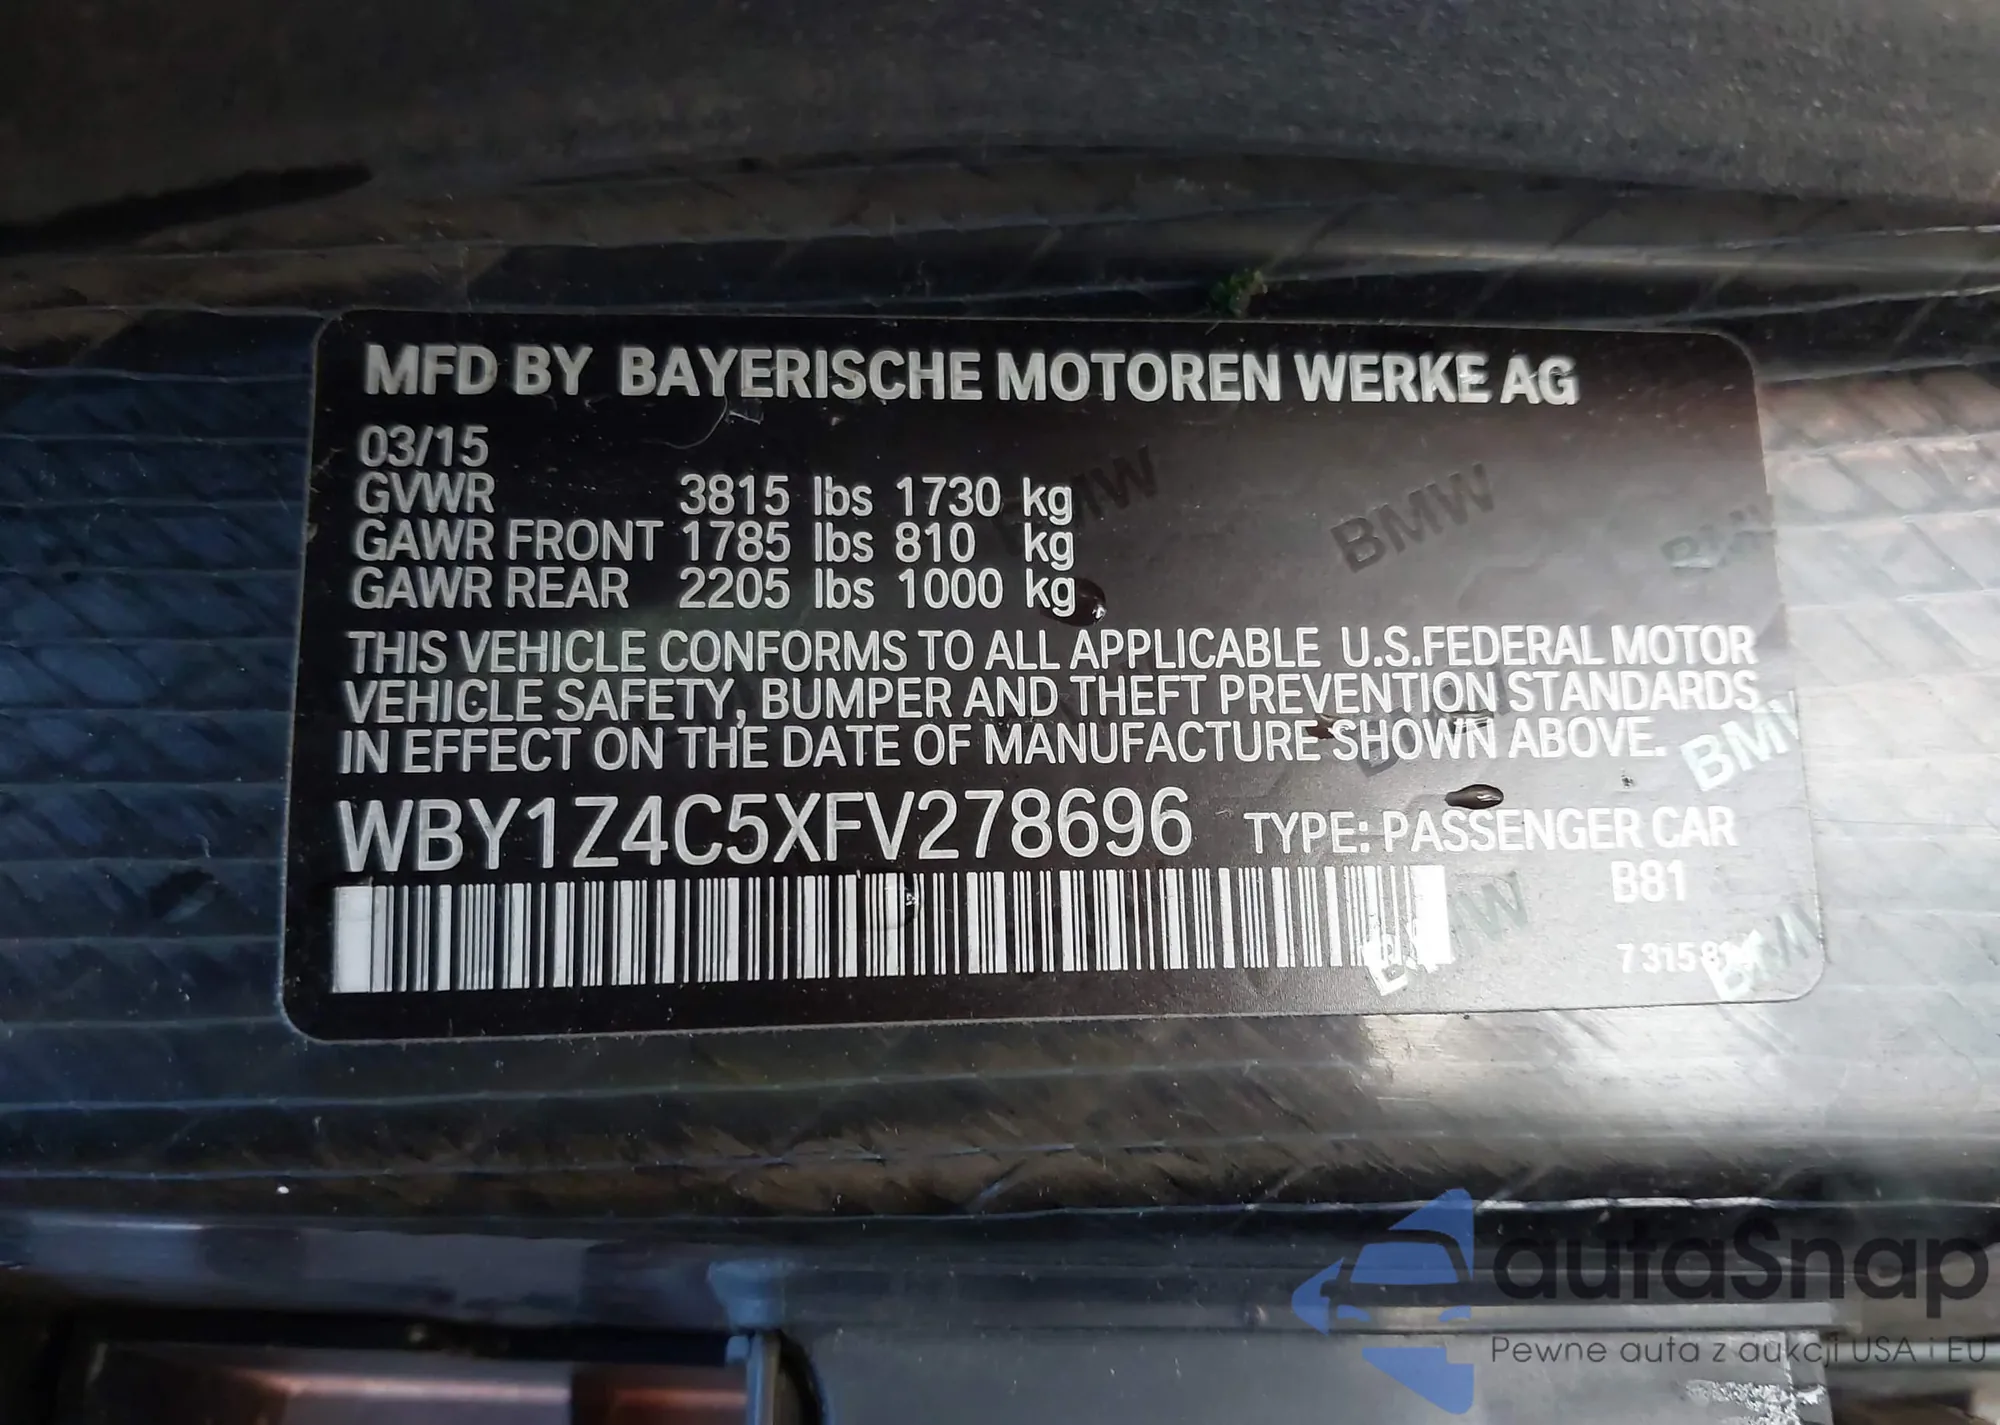 MFD BY BAYERISCHE MOTOREN WERKE AG
03/15
GVWR 3815 lbs 1730 kg
GAWR FRONT 1785 lbs 810 kg
GAWR REAR 2205 lbs 1000 kg
THIS VEHICLE CONFORMS TO ALL APPLICABLE U.S.FEDERAL MOTOR
VEHICLE SAFETY, BUMPER AND THEFT PREVENTION STANDARDS
IN EFFECT ON THE DATE OF MANUFACTURE SHOWN ABOVE.
WBY1Z4C5XFV278696 TYPE: PASSENGER CAR
B81
BMW
BMW
BMW
autaSnap
Pewne auta z aukcji USA i EU